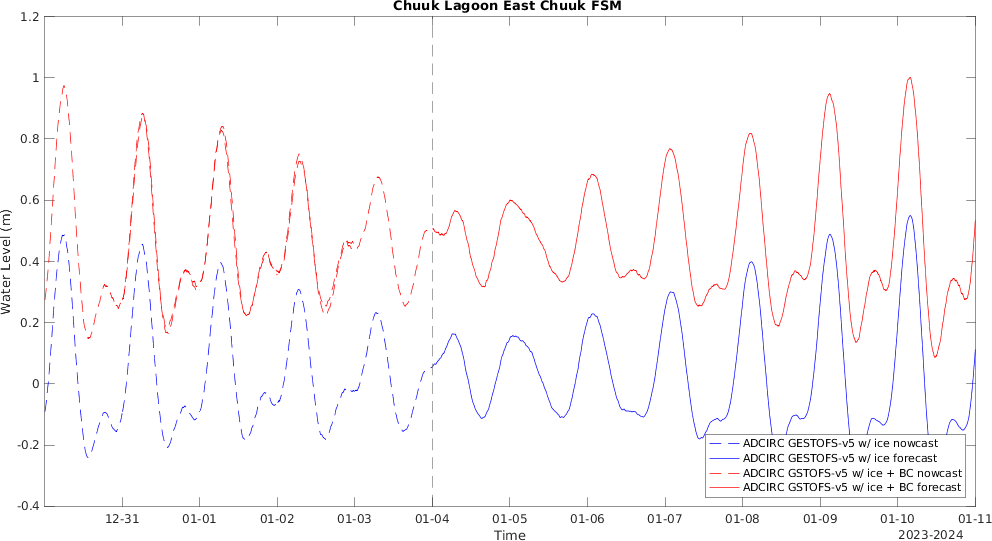 Chuuk Lagoon East Chuuk FSM
1.2
1
0.8
0.6
0.4
0.2
0
-0.2
-0.4
Water Level (m)
ADCIRC GESTOFS-v5 w/ ice nowcast
ADCIRC GESTOFS-v5 w/ ice forecast
ADCIRC GSTOFS-v5 w/ ice + BC nowcast
ADCIRC GSTOFS-v5 w/ ice + BC forecast
12-31 01-01 01-02 01-03 01-04 01-05 01-06 01-07 01-08 01-09 01-10 01-11
Time
2023-2024